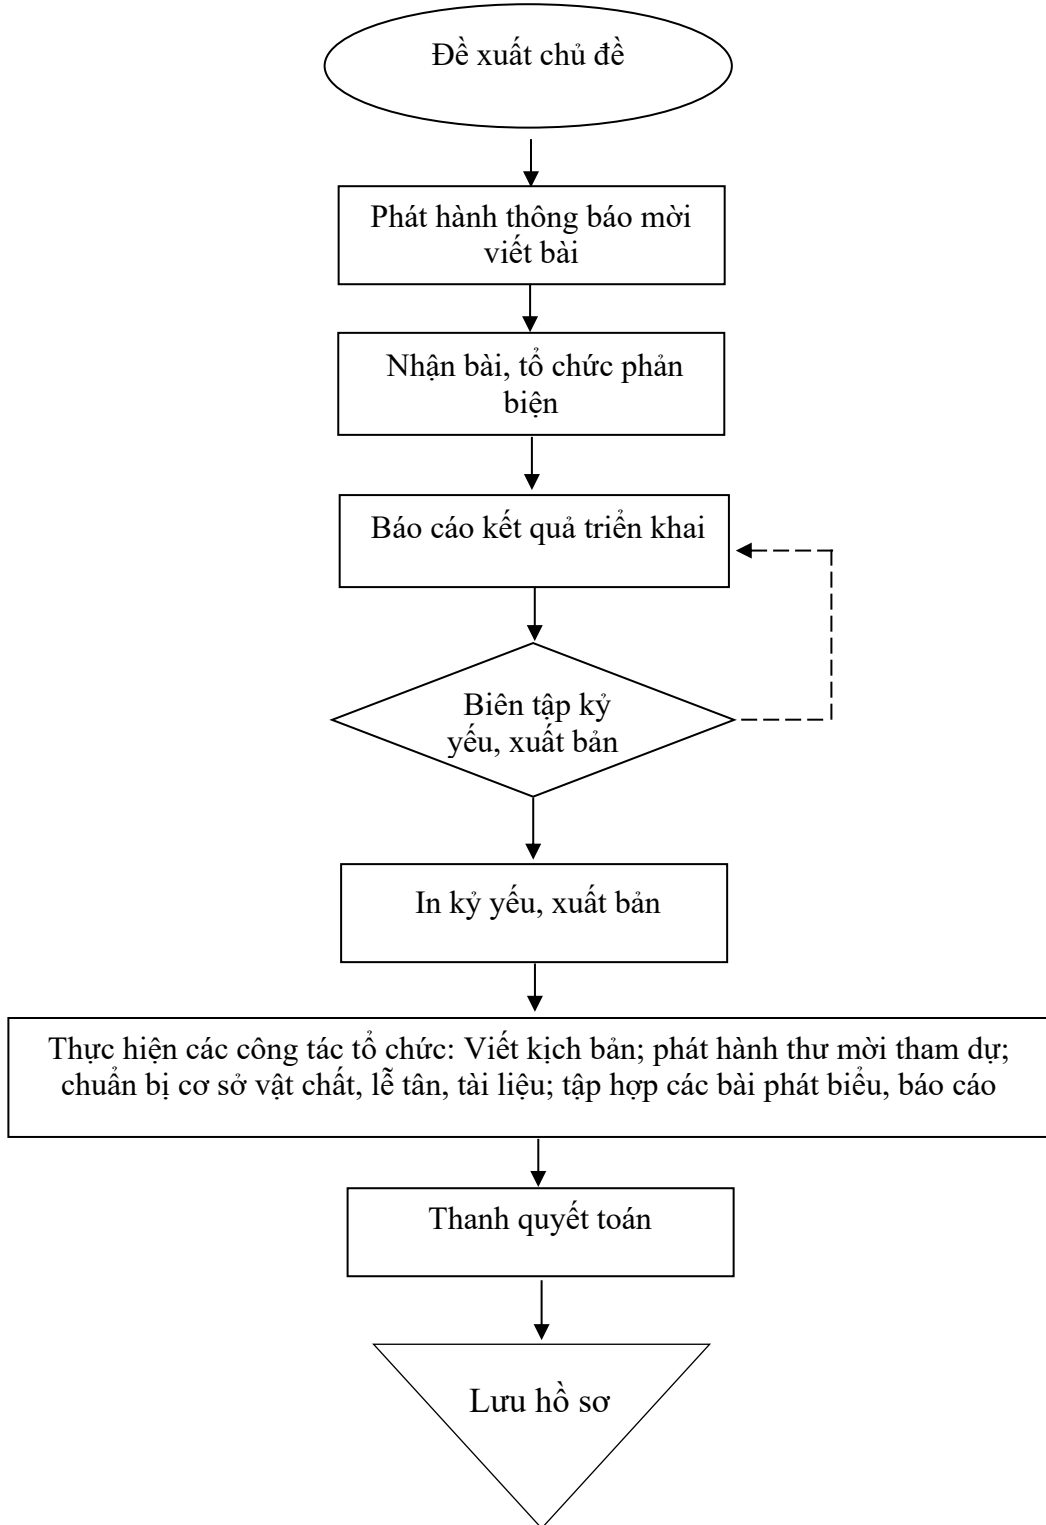 Đề xuất chủ đề
Phát hành thông báo mời
viết bài
Nhận bài, tổ chức phản
biện
Báo cáo kết quả triển khai
Biên tập kỷ
yếu, xuất bản
In kỷ yếu, xuất bản
Thực hiện các công tác tổ chức: Viết kịch bản; phát hành thư mời tham dự;
chuẩn bị cơ sở vật chất, lễ tân, tài liệu; tập hợp các bài phát biểu, báo cáo
Thanh quyết toán
Lưu hồ sơ